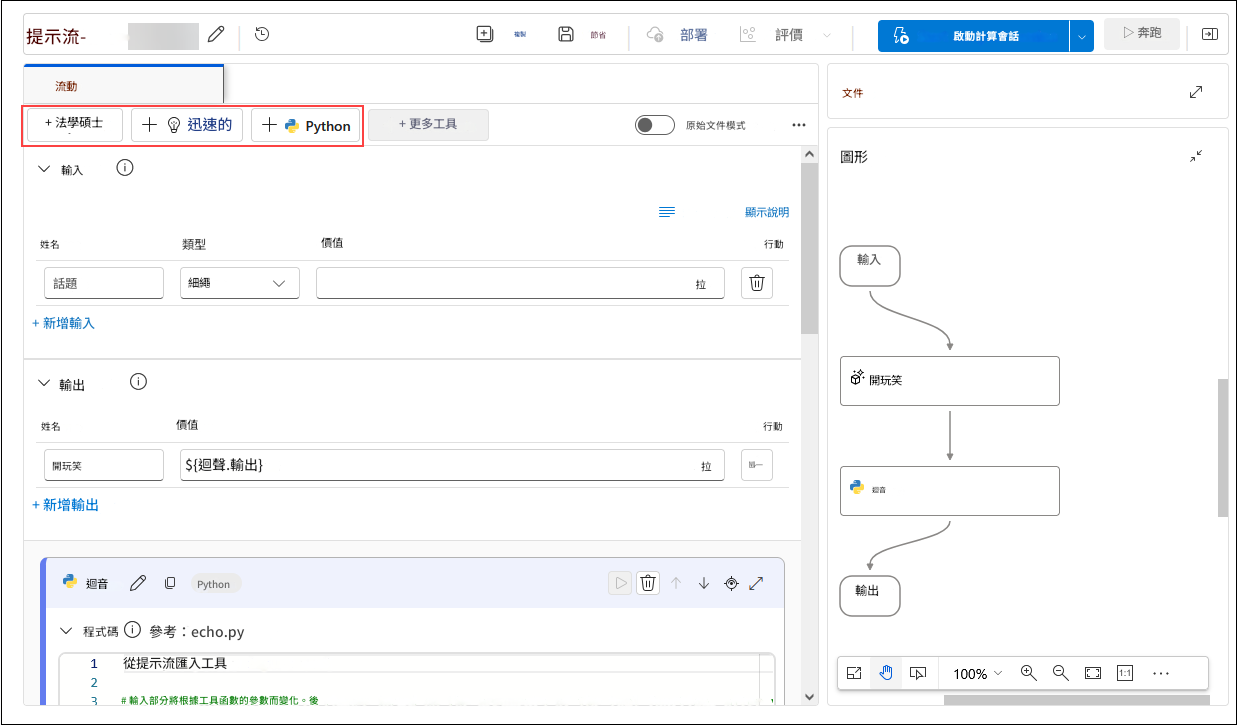 提示流-
複製
節省
部署
評價
啟動計算會話
奔跑
流動
+ 法學碩士
迅速的
Python
+ 更多工具
原始文件模式
輸入
顯示說明
姓名
類型
價值
行動
話題
細繩
拉
+ 新增輸入
輸出
姓名
價值
行動
開玩笑
${迴聲.輸出}
拉
+ 新增輸出
迴音
Python
程式碼
參考：echo.py
1
從提示流匯入工具
2
3
# 輸入部分將根據工具函數的參數而變化。後
文件
圖形
輸入
開玩笑
迴音
輸出
100%
1:1